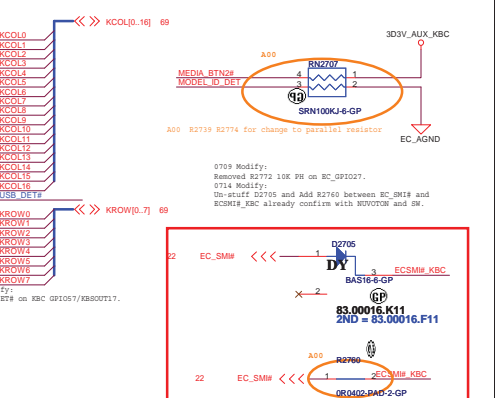 KCOL[0..16] 69
KCOL0
KCOL1
KCOL2
KCOL3
KCOL4
KCOL5
KCOL6
KCOL7
KCOL8
KCOL9
KCOL10
KCOL11
KCOL12
KCOL13
KCOL14
KCOL15
KCOL16
USB_DET#
KROW[0..7] 69
KROW0
KROW1
KROW2
KROW3
KROW4
KROW5
KROW6
KROW7
fy:
ET# on KBC GPIO57/KBSOUT17.
3D3V_AUX_KBC
A00
RN2707
MEDIA_BTN2# 4 1
MODEL_ID_DET 3 2
SRN100KJ-6-GP
EC_AGND
A00 R2739 R2774 for change to parallel resistor
0709 Modify:
Removed R2772 10K PH on EC_GPIO27.
0714 Modify:
Un-stuff D2705 and Add R2760 between EC_SMI# and
ECSMI#_KBC already confirm with NUVOTON and SW.
D2705
22 EC_SMI# 1
DY
3 ECSMI#_KBC
BAS16-6-GP
2
GP
83.00016.K11
2ND = 83.00016.F11
A00
R2760
22 EC_SMI# 1 2 ECSMI#_KBC
0R0402-PAD-2-GP